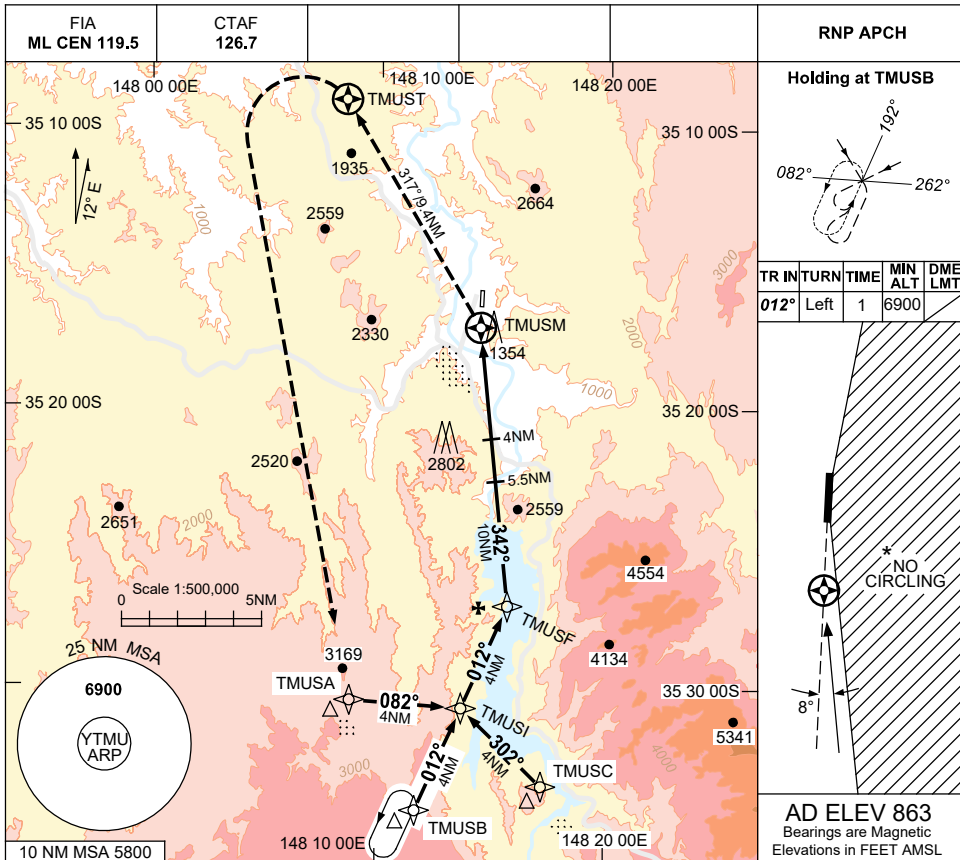 FIA
ML CEN 119.5
CTAF
126.7
RNP APCH
148 00 00E
148 10 00E
148 20 00E
TMUST
35 10 00S
35 10 00S
12° E
1000
1935
2559
2664
317°/9.4NM
3000
2330
TMUSM
1354
2000
1000
35 20 00S
35 20 00S
4NM
2802
2520
5.5NM
2559
2651
2000
342°
10NM
4554
Scale 1:500,000
0
5NM
TMUSF
4134
012°
4NM
25 NM MSA
6900
YTMU
ARP
10 NM MSA 5800
3169
TMUSA
082°
4NM
TMUSI
35 30 00S
5341
302°
4NM
TMUSC
4000
3000
012°
4NM
TMUSB
148 10 00E
148 20 00E
Holding at TMUSB
192°
082°
262°
TR IN TURN TIME MIN ALT DME LMT
012° Left 1 6900
* NO
CIRCLING
8°
AD ELEV 863
Bearings are Magnetic
Elevations in FEET AMSL